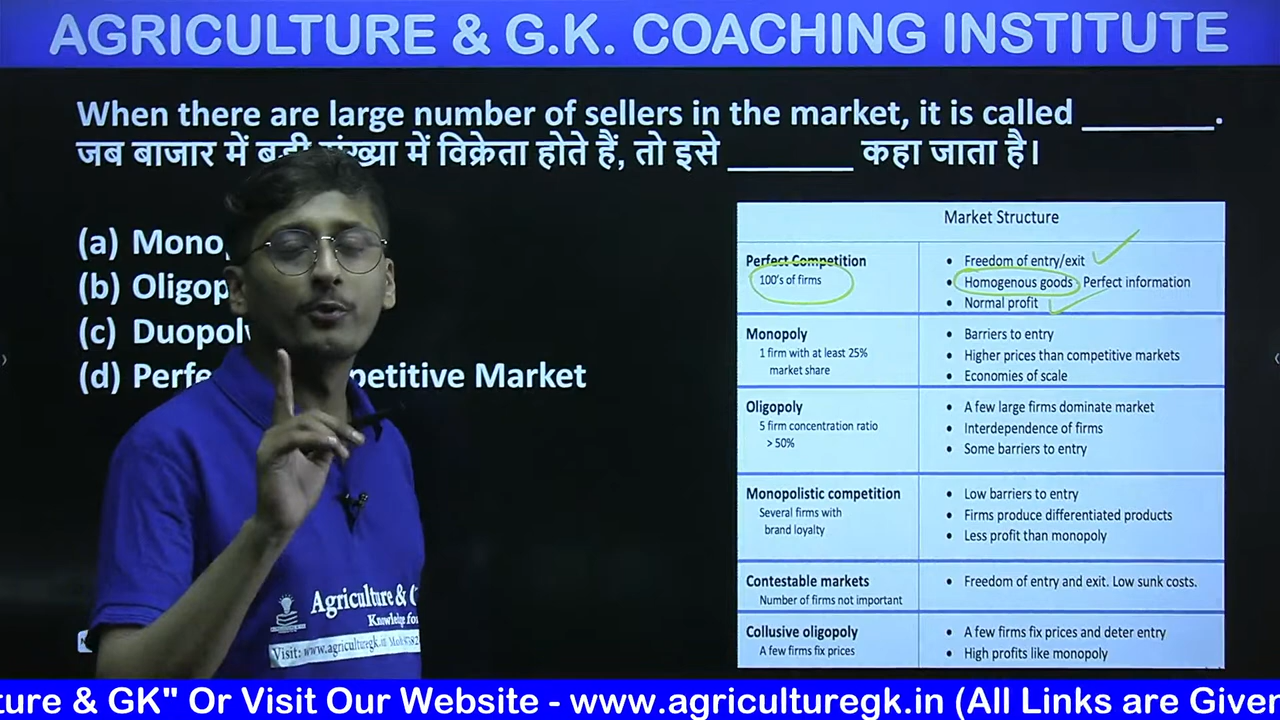 AGRICULTURE & G.K. COACHING INSTITUTE
When there are large number of sellers in the market, it is called ________.
जब बाजार में बड़ी संख्या में विक्रेता होते हैं, तो इसे ________ कहा जाता है।
(a) Mono
(b) Oligop
(c) Duopol
(d) Perfe petitive Market
Market Structure
Perfect Competition
100's of firms
• Freedom of entry/exit
• Homogenous goods Perfect information
• Normal profit
Monopoly
1 firm with at least 25%
market share
• Barriers to entry
• Higher prices than competitive markets
• Economies of scale
Oligopoly
5 firm concentration ratio
> 50%
• A few large firms dominate market
• Interdependence of firms
• Some barriers to entry
Monopolistic competition
Several firms with
brand loyalty
• Low barriers to entry
• Firms produce differentiated products
• Less profit than monopoly
Contestable markets
Number of firms not important
• Freedom of entry and exit. Low sunk costs.
Collusive oligopoly
A few firms fix prices
• A few firms fix prices and deter entry
• High profits like monopoly
Agriculture & (
Knowledge fo
Visit: www.agriculturegk.in
ture & GK" Or Visit Our Website - www.agriculturegk.in (All Links are Giver